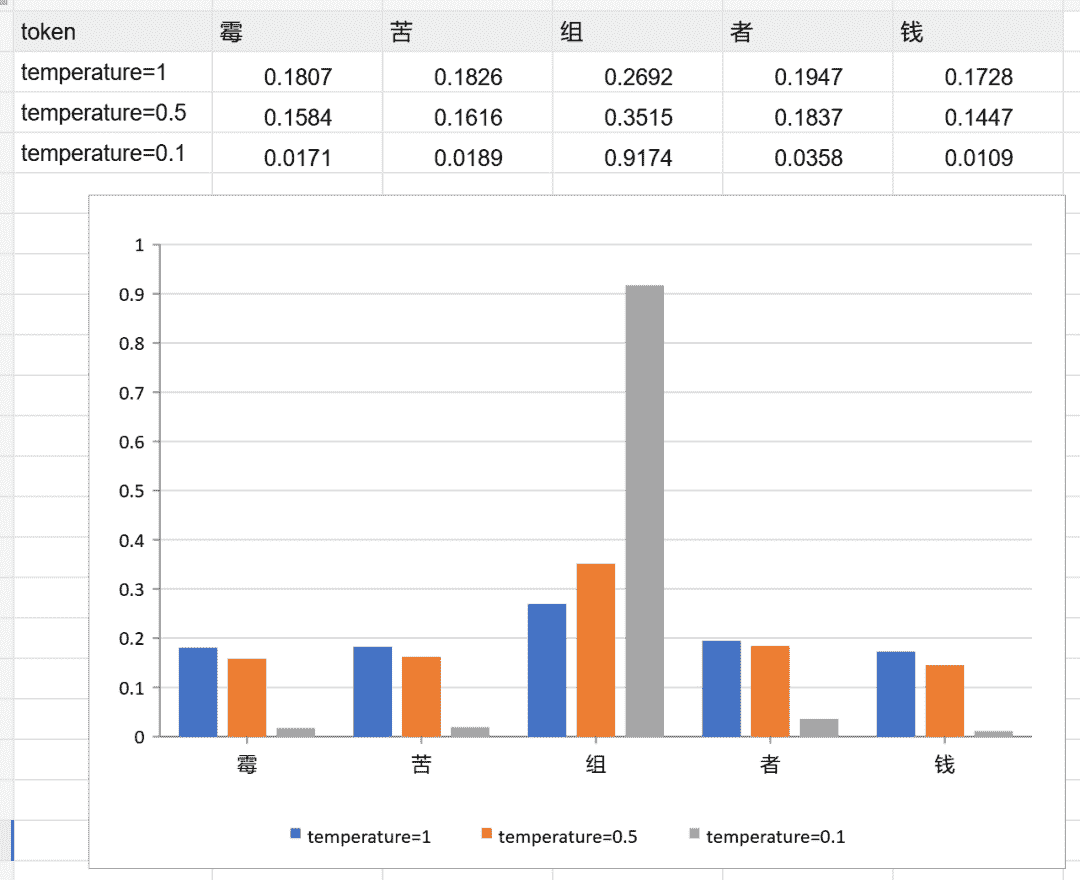 token 霉 苦 组 者 钱
temperature=1 0.1807 0.1826 0.2692 0.1947 0.1728
temperature=0.5 0.1584 0.1616 0.3515 0.1837 0.1447
temperature=0.1 0.0171 0.0189 0.9174 0.0358 0.0109
1
0.9
0.8
0.7
0.6
0.5
0.4
0.3
0.2
0.1
0
霉 苦 组 者 钱
temperature=1 temperature=0.5 temperature=0.1